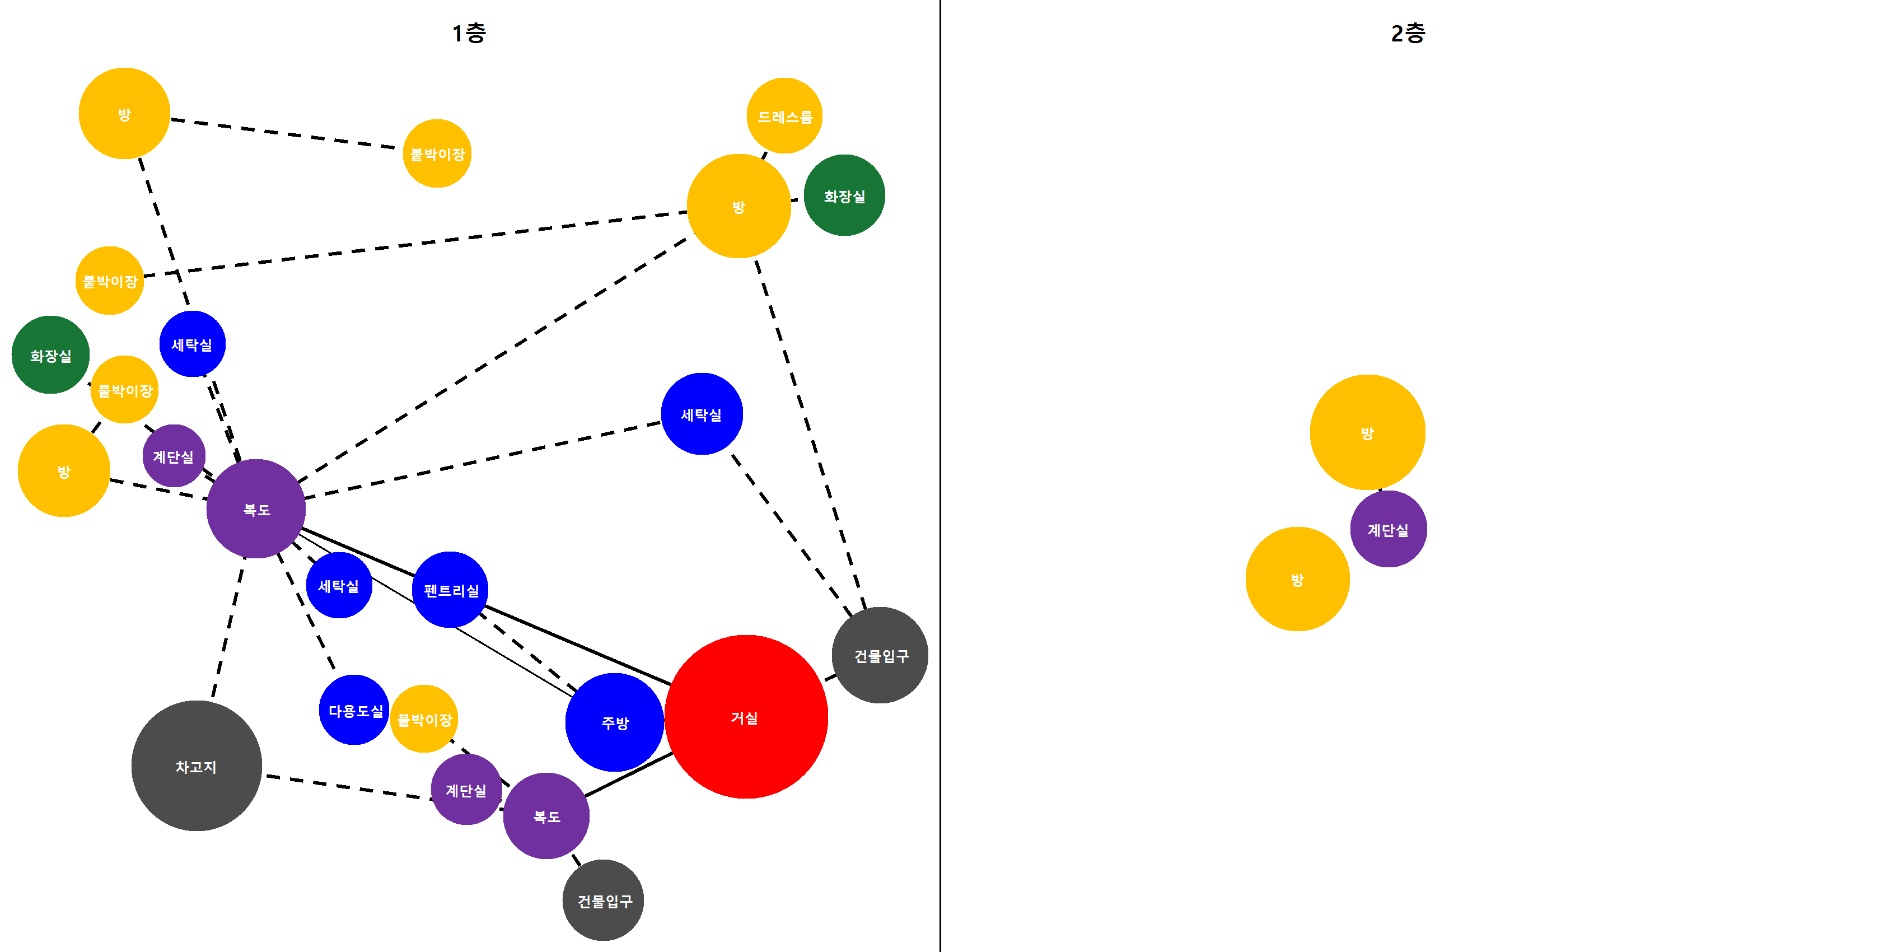 1층
방
붙박이장
드레스룸
방
화장실
붙박이장
세탁실
화장실
붙박이장
세탁실
계단실
방
복도
세탁실
펜트리실
건물입구
다용도실
붙박이장
주방
거실
차고지
계단실
복도
건물입구
2층
방
계단실
방